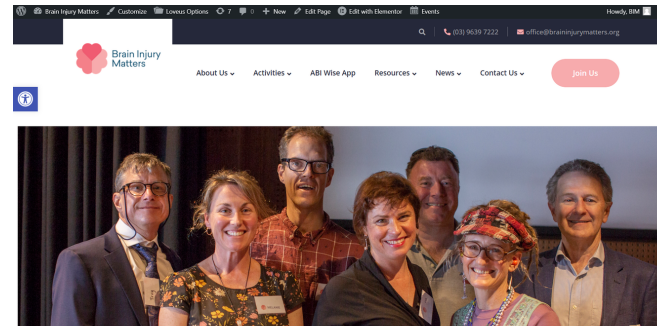 Brain Injury Matters Customize Loveus Options 7 0 + New Edit Page Edit with Elementor Events Howdy, BIM
(03) 9639 7222 office@braininjurymatters.org
Brain Injury
Matters
About Us Activities ABI Wise App Resources News Contact Us Join Us